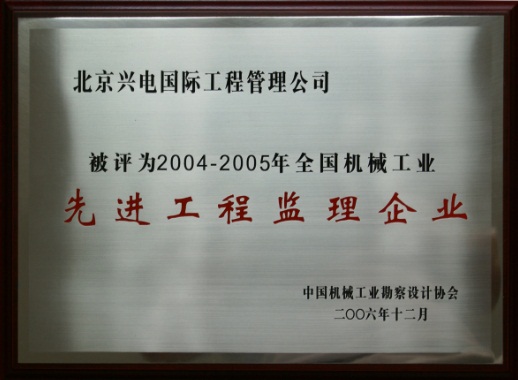 北京兴电国际工程管理公司
被评为2004-2005年全国机械工业
先进工程监理企业
中国机械工业勘察设计协会
二〇〇六年十二月